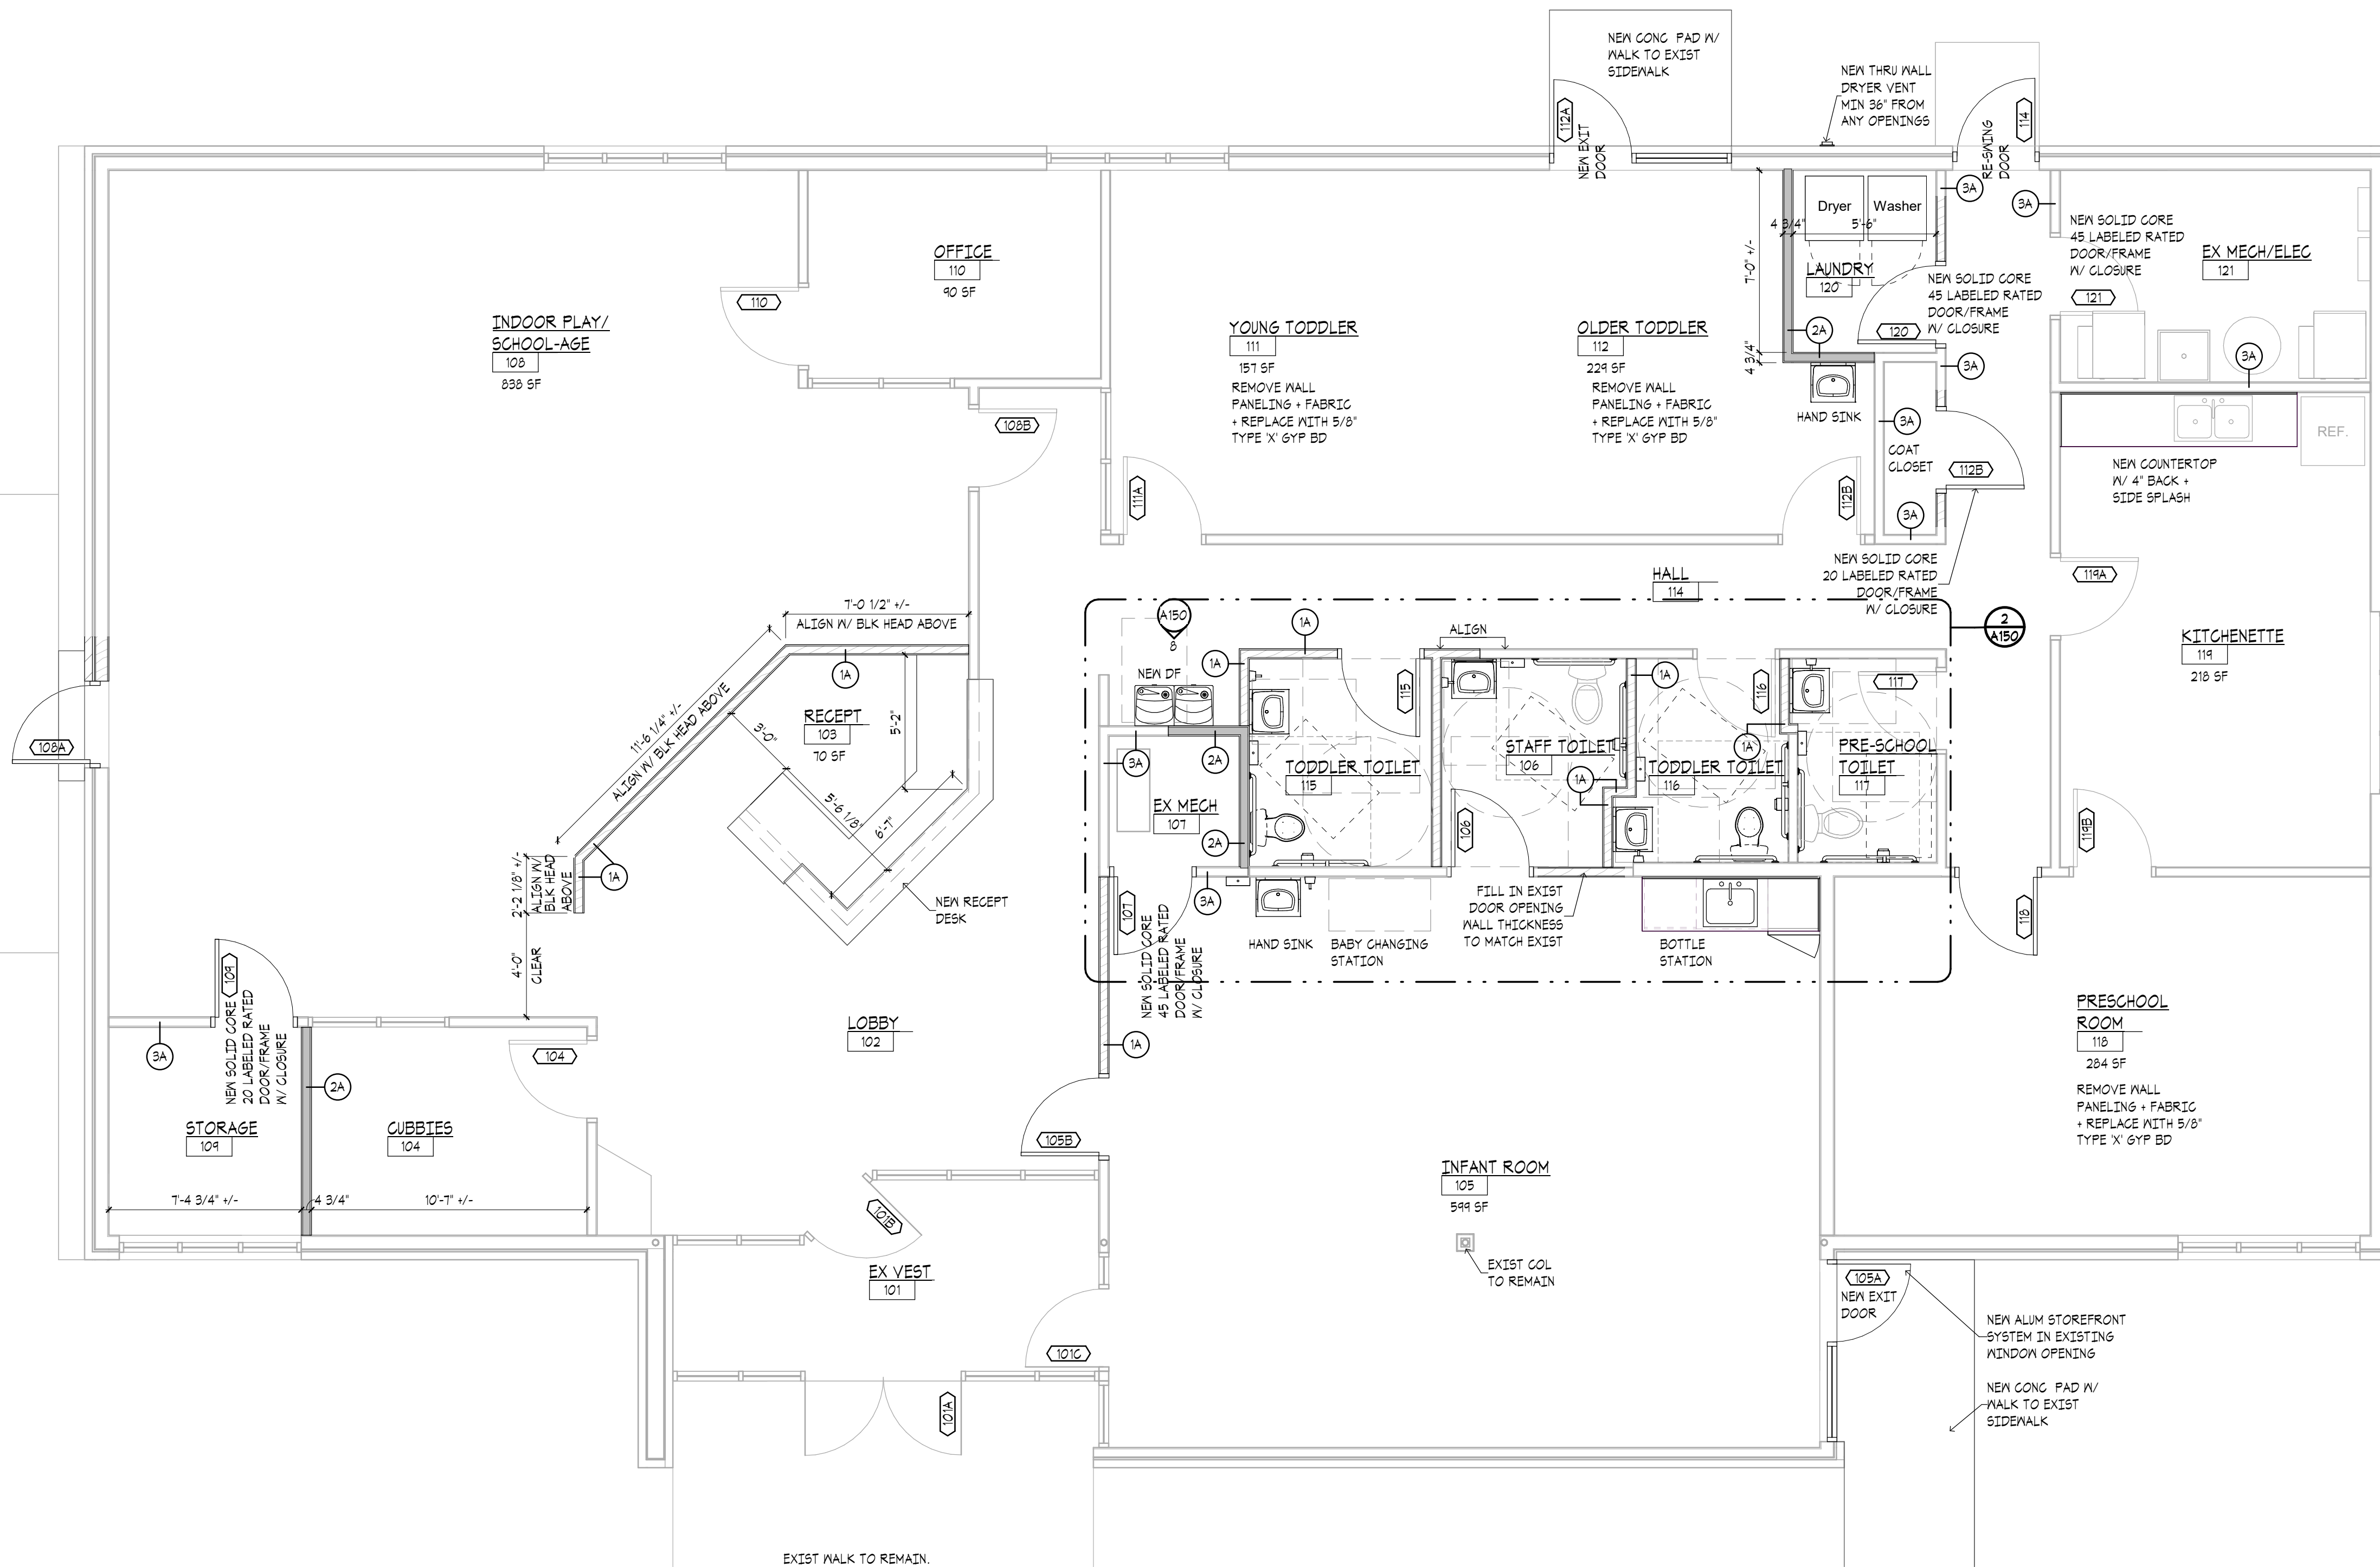 NEW CONC PAD W/
WALK TO EXIST
SIDEWALK
NEW THRU WALL
DRYER VENT
MIN 36" FROM
ANY OPENINGS
112A
NEW EXIT
DOOR
114
RE-SWING
DOOR
INDOOR PLAY/
SCHOOL-AGE
108
838 SF
OFFICE
110
90 SF
110
108B
YOUNG TODDLER
111
157 SF
REMOVE WALL
PANELING + FABRIC
+ REPLACE WITH 5/8"
TYPE 'X' GYP BD
OLDER TODDLER
112
229 SF
REMOVE WALL
PANELING + FABRIC
+ REPLACE WITH 5/8"
TYPE 'X' GYP BD
111A
112B
7'-0" +/-
4 3/4"
4 3/4"
5'-6"
Dryer
Washer
LAUNDRY
120
2A
HAND SINK
3A
3A
NEW SOLID CORE
45 LABELED RATED
DOOR/FRAME
W/ CLOSURE
120
3A
3A
COAT
CLOSET
3A
112B
NEW SOLID CORE
20 LABELED RATED
DOOR/FRAME
W/ CLOSURE
NEW SOLID CORE
45 LABELED RATED
DOOR/FRAME
W/ CLOSURE
121
EX MECH/ELEC
121
3A
REF.
NEW COUNTERTOP
W/ 4" BACK +
SIDE SPLASH
119A
KITCHENETTE
119
218 SF
119B
HALL
114
2
A150
7'-0 1/2" +/-
ALIGN W/ BLK HEAD ABOVE
11'-6 1/4" +/-
ALIGN W/ BLK HEAD ABOVE
1A
RECEPT
103
70 SF
5'-2"
3'-0"
5'-6 1/8"
6'-7"
NEW RECEPT
DESK
2'-2 1/8" +/-
ALIGN W/
BLK HEAD
ABOVE
1A
4'-0"
CLEAR
108A
A150
8
NEW DF
1A
1A
ALIGN
115
3A
2A
TODDLER TOILET
115
EX MECH
107
2A
STAFF TOILET
106
1A
1A
106
TODDLER TOILET
116
116
1A
PRE-SCHOOL
TOILET
117
117
107
3A
NEW SOLID CORE
45 LABELED RATED
DOOR/FRAME
W/ CLOSURE
HAND SINK
BABY CHANGING
STATION
FILL IN EXIST
DOOR OPENING
WALL THICKNESS
TO MATCH EXIST
BOTTLE
STATION
118
PRESCHOOL
ROOM
118
284 SF
REMOVE WALL
PANELING + FABRIC
+ REPLACE WITH 5/8"
TYPE 'X' GYP BD
109
NEW SOLID CORE
20 LABELED RATED
DOOR/FRAME
W/ CLOSURE
3A
STORAGE
109
2A
CUBBIES
104
104
7'-4 3/4" +/-
4 3/4"
10'-7" +/-
LOBBY
102
1A
105B
101B
EX VEST
101
101C
101A
INFANT ROOM
105
599 SF
EXIST COL
TO REMAIN
105A
NEW EXIT
DOOR
NEW ALUM STOREFRONT
SYSTEM IN EXISTING
WINDOW OPENING
NEW CONC PAD W/
WALK TO EXIST
SIDEWALK
EXIST WALK TO REMAIN.